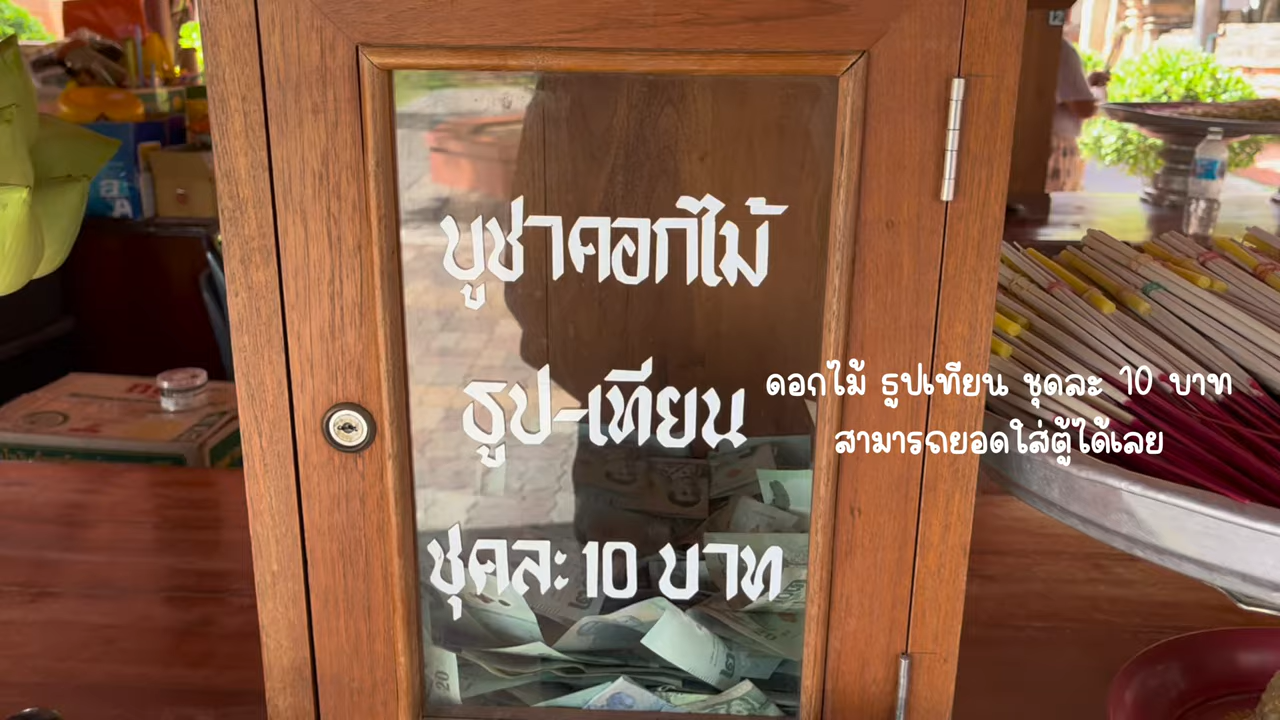 บูชาดอกไม้
ธูป-เทียน
ชุดละ 10 บาท
ดอกไม้ ธูปเทียน ชุดละ 10 บาท
สามารถยอดใส่ตู้ได้เลย
20
20